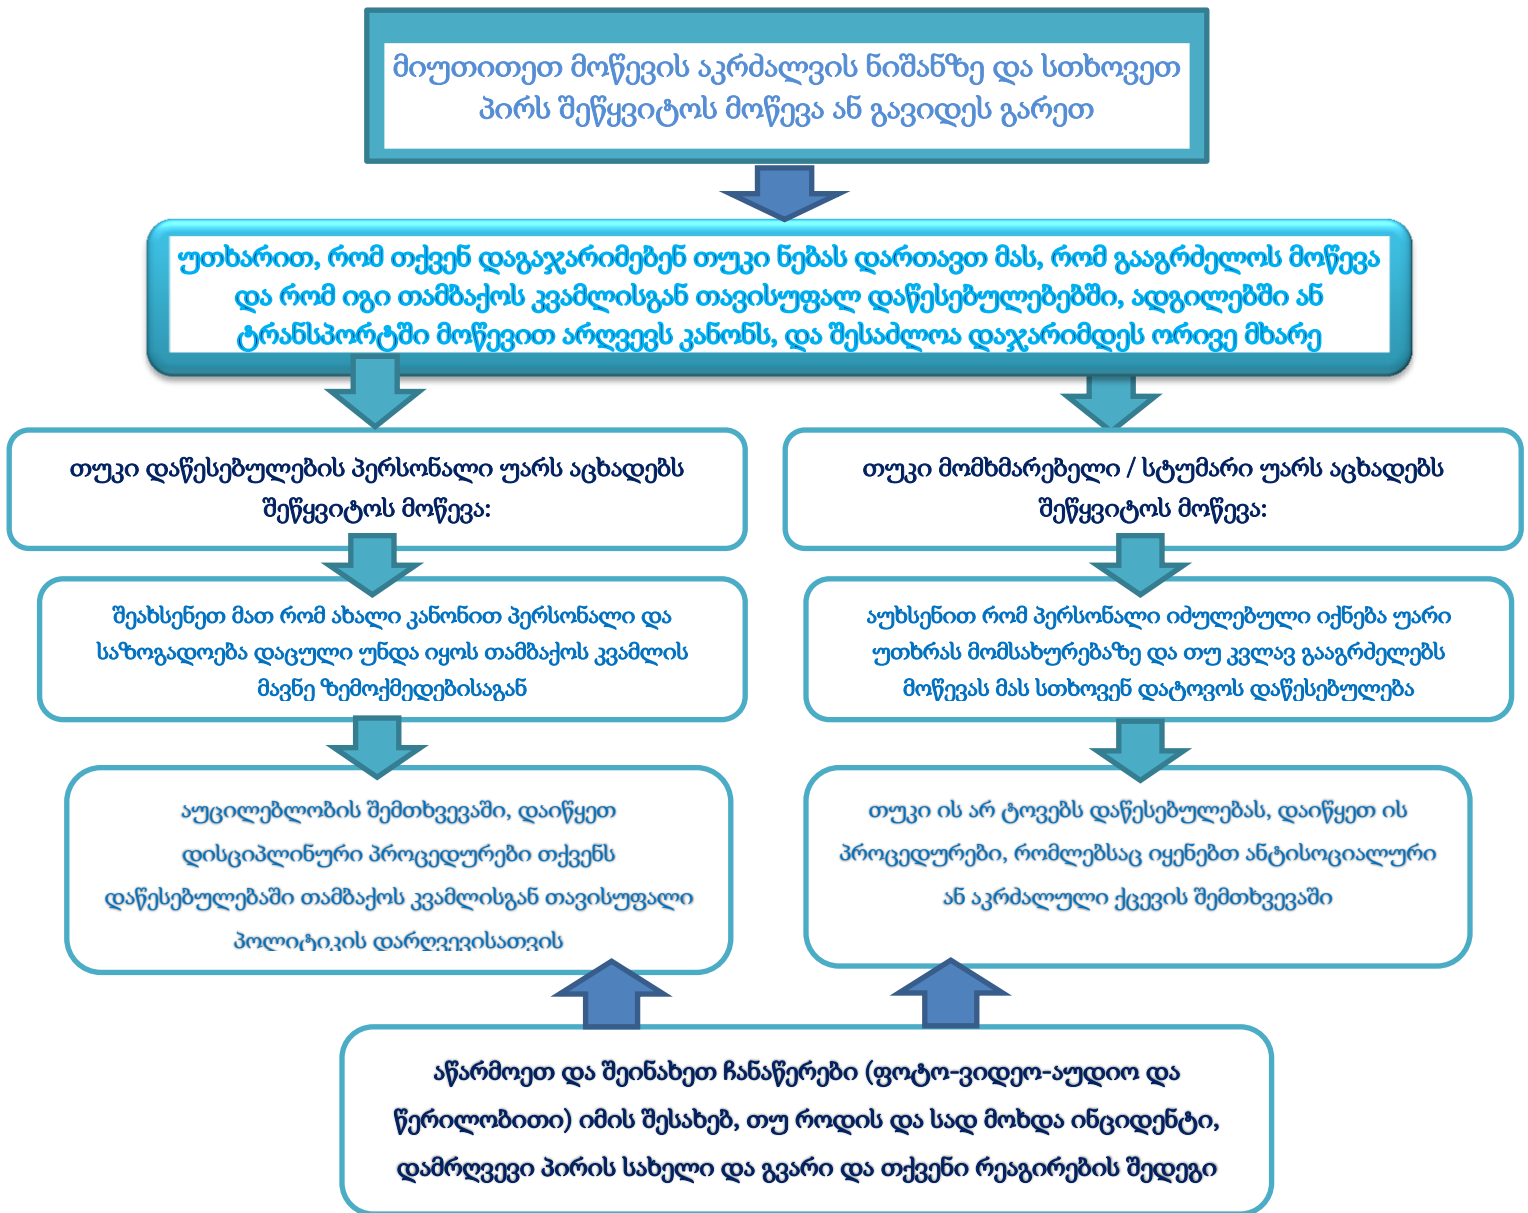 მიუთითეთ მოწევის აკრძალვის ნიშანზე და სთხოვეთ
პირს შეწყვიტოს მოწევა ან გავიდეს გარეთ
უთხარით, რომ თქვენ დაგაჯარიმებენ თუკი ნებას დართავთ მას, რომ გააგრძელოს მოწევა
და რომ იგი თამბაქოს კვამლისგან თავისუფალ დაწესებულებებში, ადგილებში ან
ტრანსპორტში მოწევით არღვევს კანონს, და შესაძლოა დაჯარიმდეს ორივე მხარე
თუკი დაწესებულების პერსონალი უარს აცხადებს
შეწყვიტოს მოწევა:
შეახსენეთ მათ რომ ახალი კანონით პერსონალი და
საზოგადოება დაცული უნდა იყოს თამბაქოს კვამლის
მავნე ზემოქმედებისაგან
აუცილებლობის შემთხვევაში, დაიწყეთ
დისციპლინური პროცედურები თქვენს
დაწესებულებაში თამბაქოს კვამლისგან თავისუფალი
პოლიტიკის დარღვევისათვის
თუკი მომხმარებელი / სტუმარი უარს აცხადებს
შეწყვიტოს მოწევა:
აუხსენით რომ პერსონალი იძულებული იქნება უარი
უთხრას მომსახურებაზე და თუ კვლავ გააგრძელებს
მოწევას მას სთხოვენ დატოვოს დაწესებულება
თუკი ის არ ტოვებს დაწესებულებას, დაიწყეთ ის
პროცედურები, რომლებსაც იყენებთ ანტისოციალური
ან აკრძალული ქცევის შემთხვევაში
აწარმოეთ და შეინახეთ ჩანაწერები (ფოტო-ვიდეო-აუდიო და
წერილობითი) იმის შესახებ, თუ როდის და სად მოხდა ინციდენტი,
დამრღვევი პირის სახელი და გვარი და თქვენი რეაგირების შედეგი